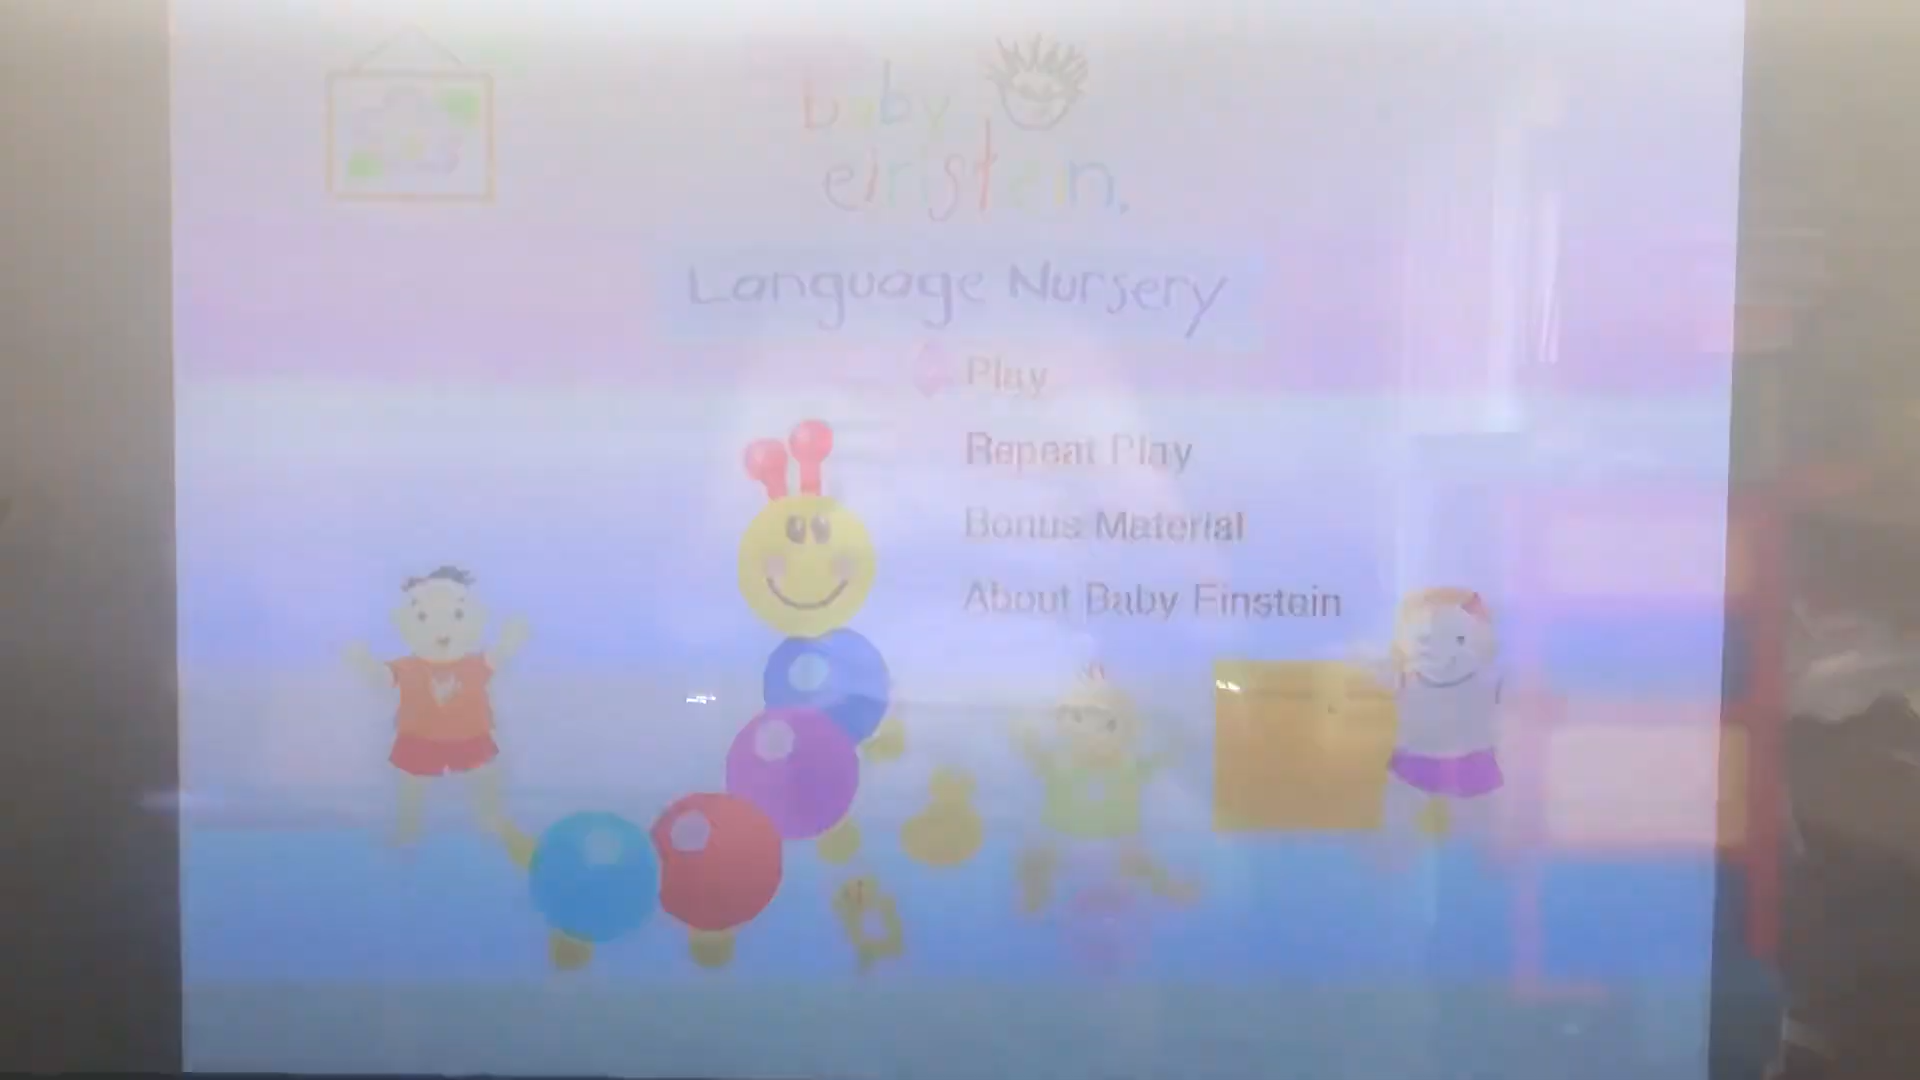 baby
einstein.
Language Nursery
Play
Repeat Play
Bonus Material
About Baby Einstein